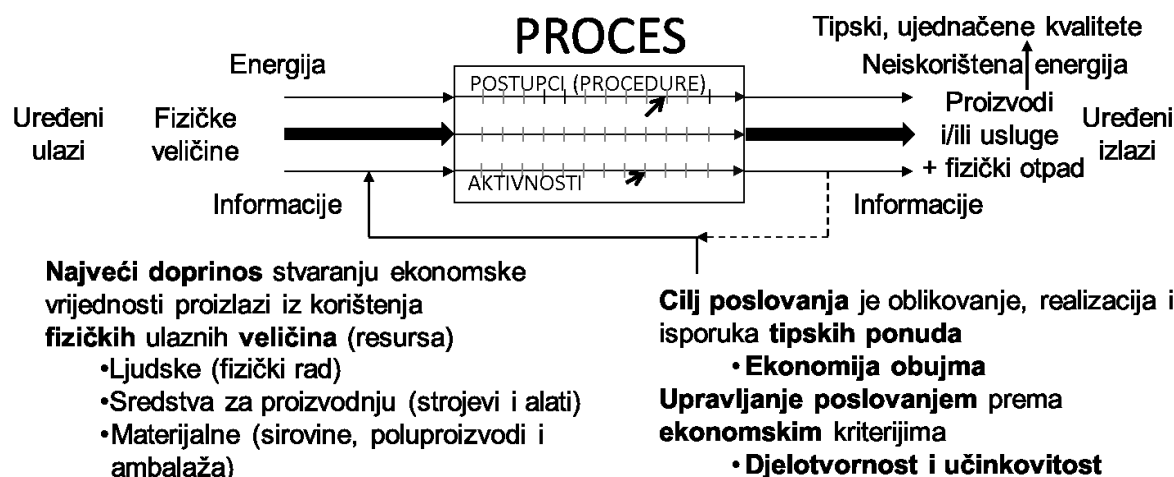 PROCES
Tipski, ujednačene kvalitete
Energija
Neiskorištena energija
POSTUPCI (PROCEDURE)
Uređeni ulazi
Fizičke veličine
Proizvodi
i/ili usluge
+ fizički otpad
Uređeni izlazi
AKTIVNOSTI
Informacije
Informacije
Najveći doprinos stvaranju ekonomske
vrijednosti proizlazi iz korištenja
fizičkih ulaznih veličina (resursa)
•Ljudske (fizički rad)
•Sredstva za proizvodnju (strojevi i alati)
•Materijalne (sirovine, poluproizvodi i
ambalaža)
Cilj poslovanja je oblikovanje, realizacija i
isporuka tipskih ponuda
•Ekonomija obujma
Upravljanje poslovanjem prema
ekonomskim kriterijima
•Djelotvornost i učinkovitost